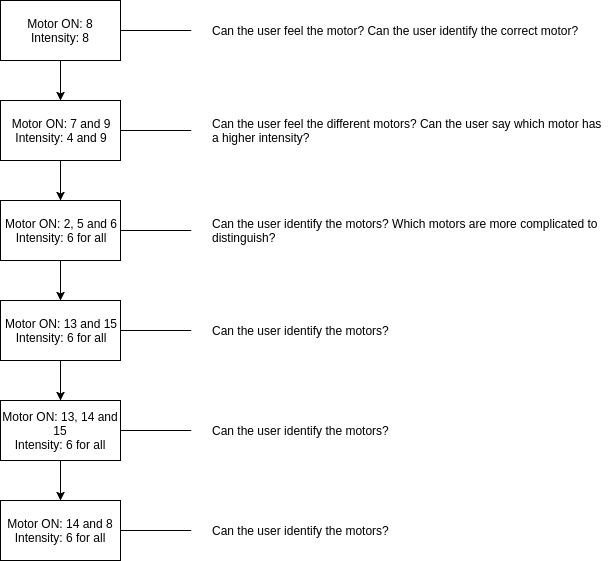 Motor ON: 8
Intensity: 8
Can the user feel the motor? Can the user identify the correct motor?
Motor ON: 7 and 9
Intensity: 4 and 9
Can the user feel the different motors? Can the user say which motor has
a higher intensity?
Motor ON: 2, 5 and 6
Intensity: 6 for all
Can the user identify the motors? Which motors are more complicated to
distinguish?
Motor ON: 13 and 15
Intensity: 6 for all
Can the user identify the motors?
Motor ON: 13, 14 and
15
Intensity: 6 for all
Can the user identify the motors?
Motor ON: 14 and 8
Intensity: 6 for all
Can the user identify the motors?